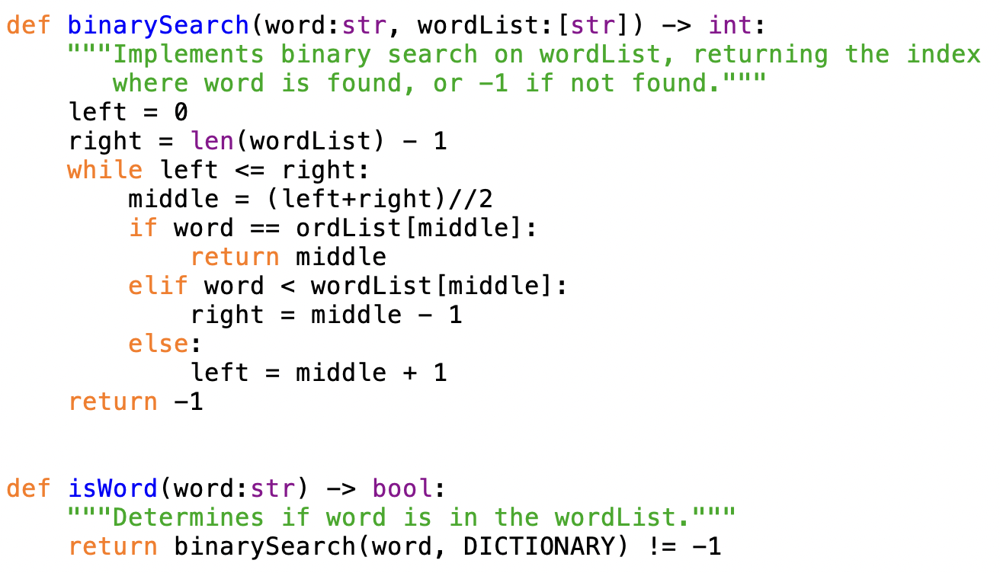 def binarySearch(word:str, wordList:[str]) -> int:
    """Implements binary search on wordList, returning the index
       where word is found, or -1 if not found."""
    left = 0
    right = len(wordList) - 1
    while left <= right:
        middle = (left+right)//2
        if word == ordList[middle]:
            return middle
        elif word < wordList[middle]:
            right = middle - 1
        else:
            left = middle + 1
    return -1
def isWord(word:str) -> bool:
    """Determines if word is in the wordList."""
    return binarySearch(word, DICTIONARY) != -1